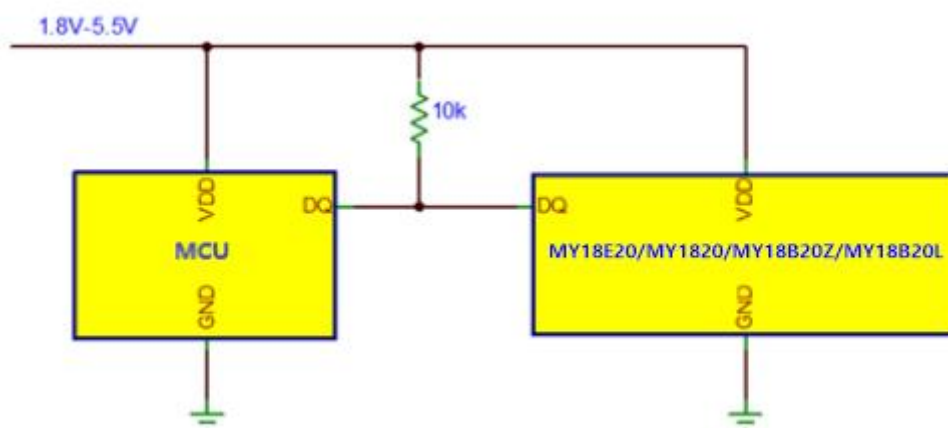 1.8V-5.5V
10k
VDD
DQ
MCU
GND
VDD
DQ
MY18E20/MY1820/MY18B20Z/MY18B20L
GND